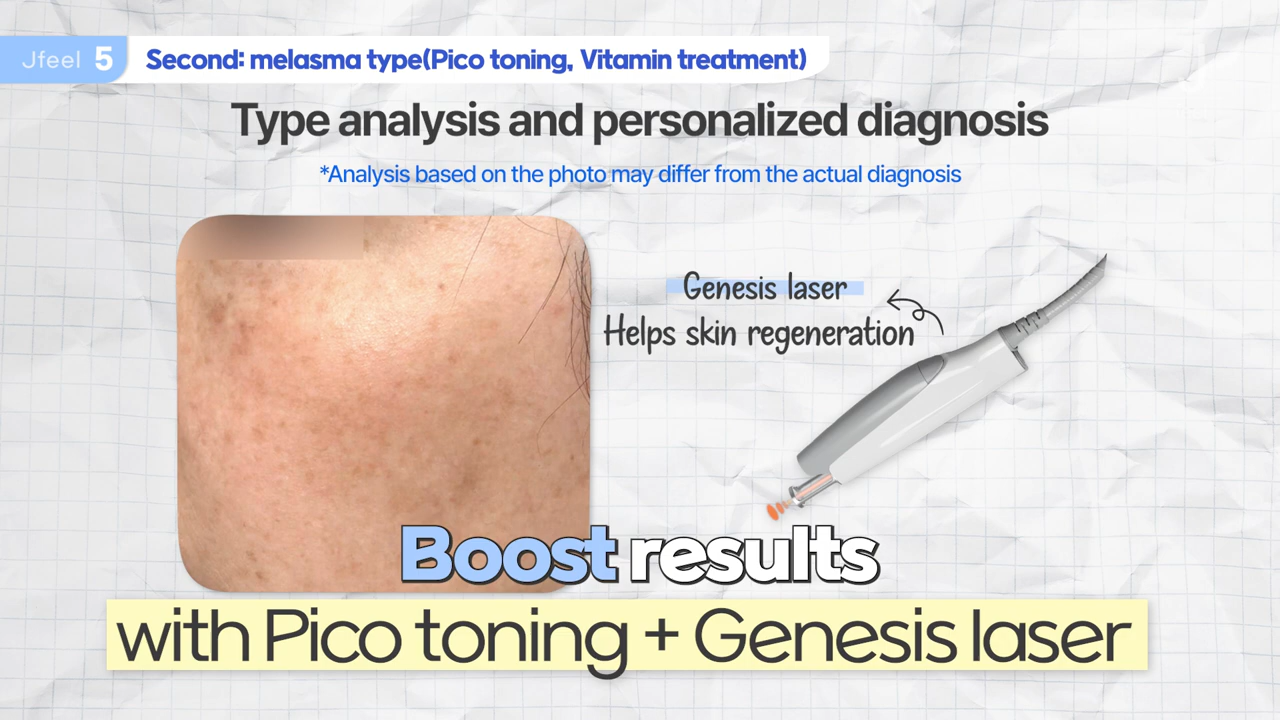 Jfeel 5
Second: melasma type(Pico toning, Vitamin treatment)
Type analysis and personalized diagnosis
*Analysis based on the photo may differ from the actual diagnosis
Genesis laser
Helps skin regeneration
Boost results
with Pico toning + Genesis laser